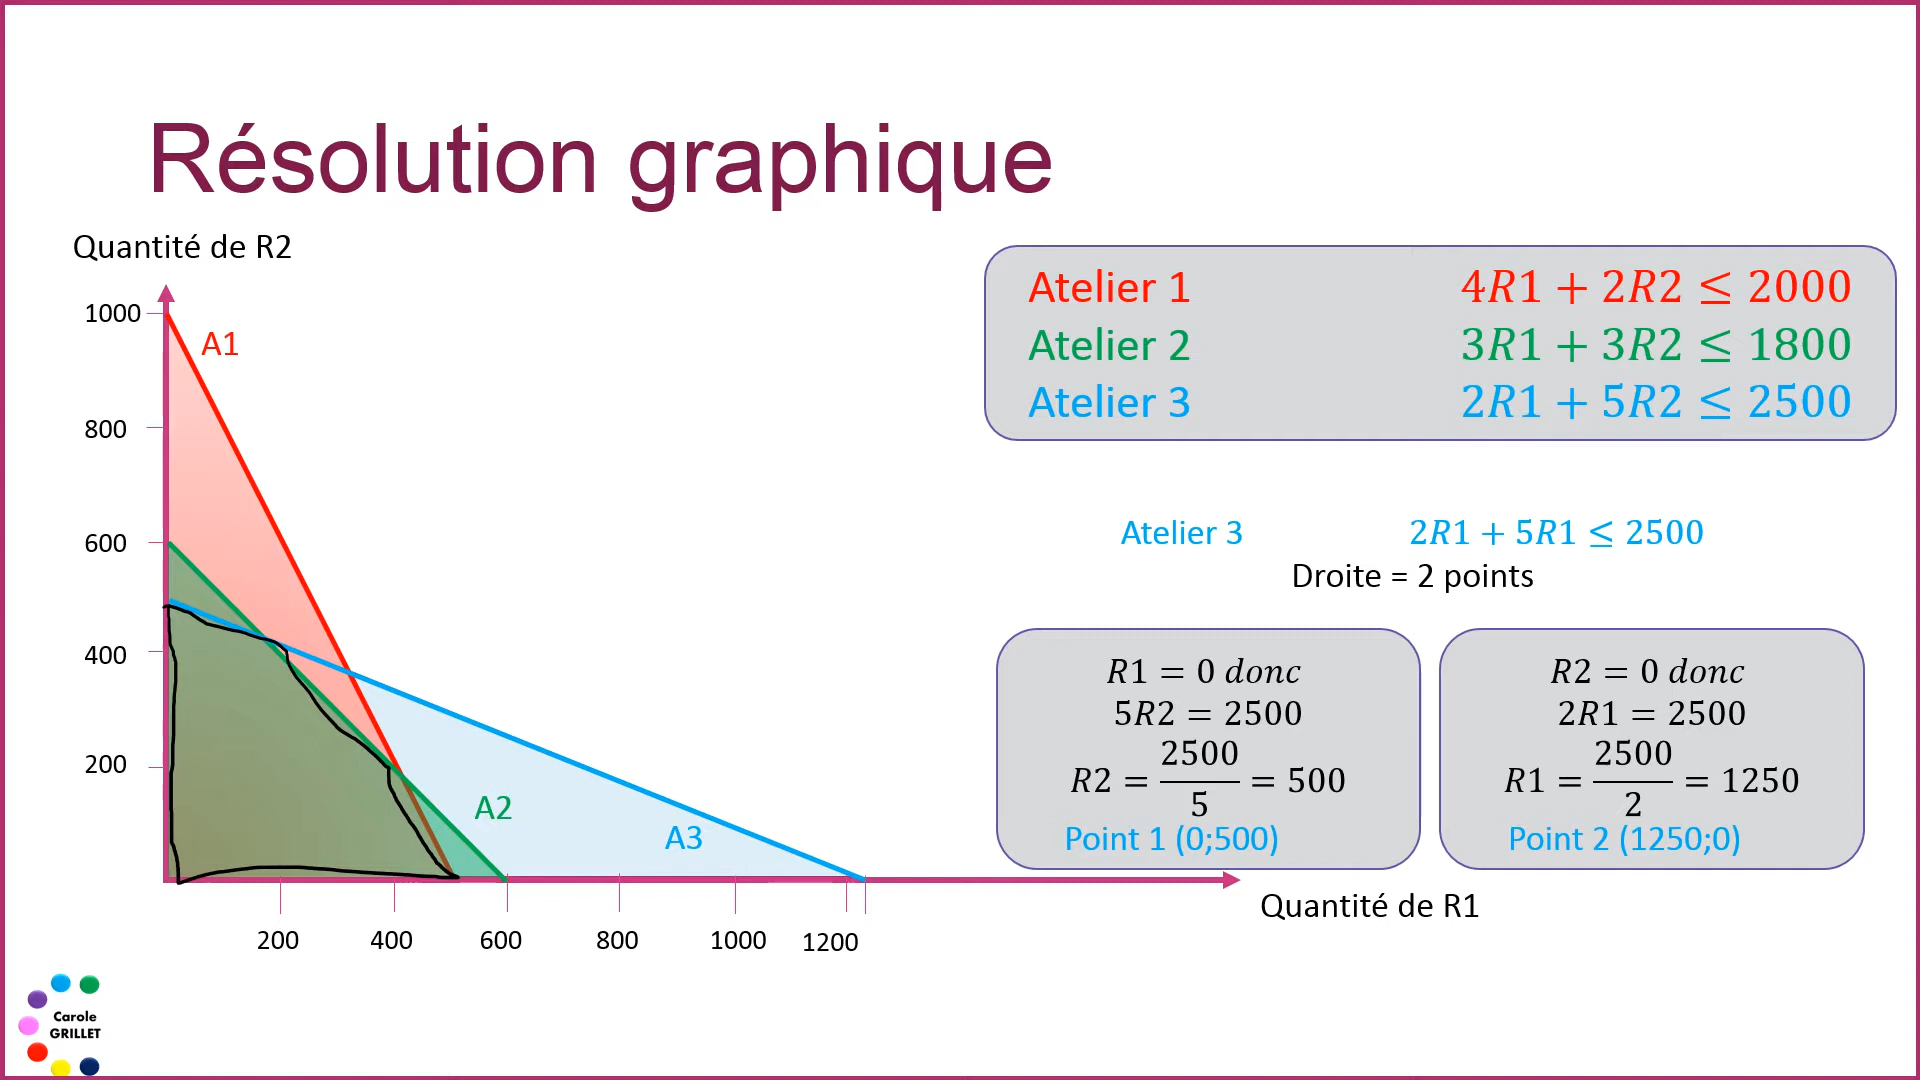 Résolution graphique
Quantité de R2
1000
800
600
400
200
A1
A2
A3
200 400 600 800 1000 1200
Quantité de R1
Atelier 1 4R1 + 2R2 ≤ 2000
Atelier 2 3R1 + 3R2 ≤ 1800
Atelier 3 2R1 + 5R2 ≤ 2500
Atelier 3 2R1 + 5R1 ≤ 2500
Droite = 2 points
R1 = 0 donc
5R2 = 2500
R2 = 2500/5 = 500
Point 1 (0;500)
R2 = 0 donc
2R1 = 2500
R1 = 2500/2 = 1250
Point 2 (1250;0)
Carole
GRILLET